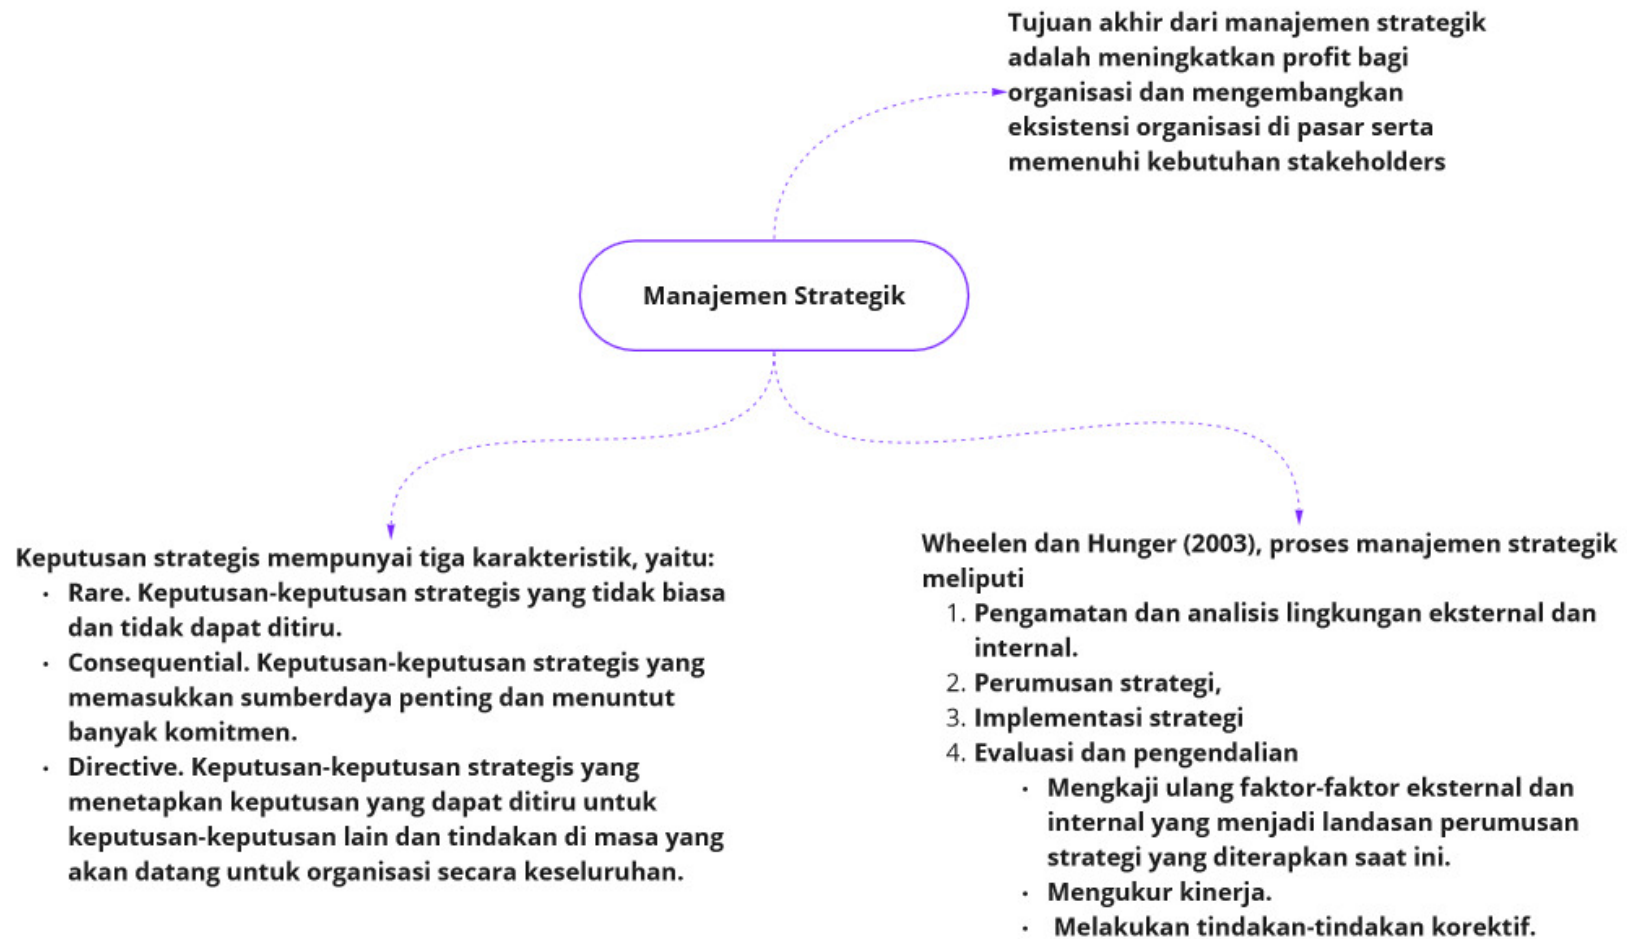 Tujuan akhir dari manajemen strategik
adalah meningkatkan profit bagi
organisasi dan mengembangkan
eksistensi organisasi di pasar serta
memenuhi kebutuhan stakeholders
Manajemen Strategik
Keputusan strategis mempunyai tiga karakteristik, yaitu:
• Rare. Keputusan-keputusan strategis yang tidak biasa
dan tidak dapat ditiru.
• Consequential. Keputusan-keputusan strategis yang
memasukkan sumberdaya penting dan menuntut
banyak komitmen.
• Directive. Keputusan-keputusan strategis yang
menetapkan keputusan yang dapat ditiru untuk
keputusan-keputusan lain dan tindakan di masa yang
akan datang untuk organisasi secara keseluruhan.
Wheelen dan Hunger (2003), proses manajemen strategik
meliputi
1. Pengamatan dan analisis lingkungan eksternal dan
internal.
2. Perumusan strategi,
3. Implementasi strategi
4. Evaluasi dan pengendalian
• Mengkaji ulang faktor-faktor eksternal dan
internal yang menjadi landasan perumusan
strategi yang diterapkan saat ini.
• Mengukur kinerja.
• Melakukan tindakan-tindakan korektif.